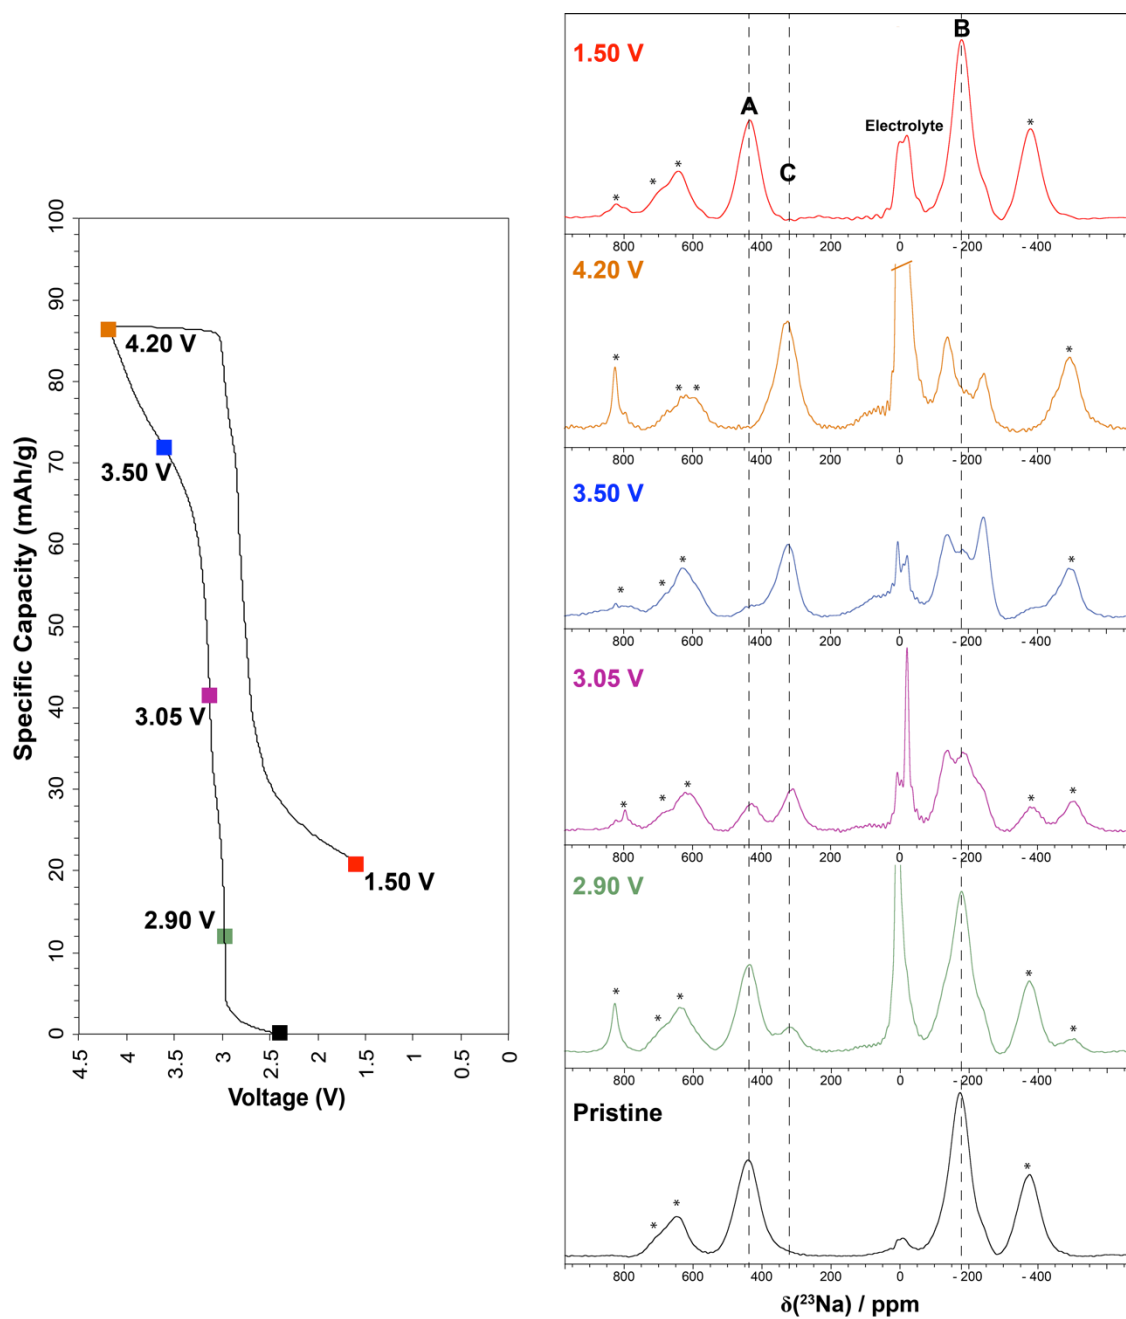 Specific Capacity (mAh/g)
100
90
80
70
60
50
40
30
20
10
0
4.20 V
3.50 V
3.05 V
2.90 V
1.50 V
4.5
4
3.5
3
2.5
2
1.5
1
0.5
0
Voltage (V)
1.50 V
A
B
C
Electrolyte
* * * *
800 600 400 200 0 - 200 - 400
4.20 V
* * * *
800 600 400 200 0 - 200 - 400
3.50 V
* * * *
800 600 400 200 0 - 200 - 400
3.05 V
* * * * *
800 600 400 200 0 - 200 - 400
2.90 V
* * * * *
800 600 400 200 0 - 200 - 400
Pristine
* * *
800 600 400 200 0 - 200 - 400
δ(²³Na) / ppm